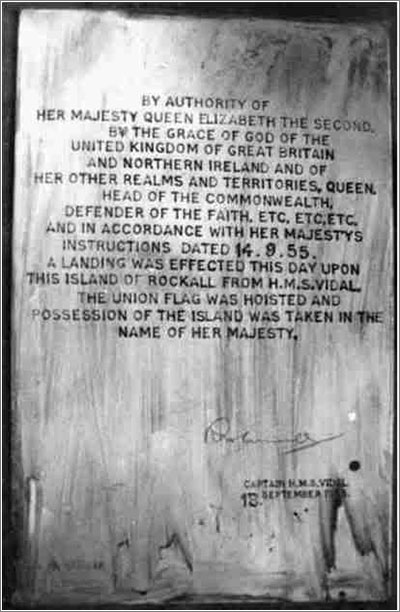 BY AUTHORITY OF
HER MAJESTY QUEEN ELIZABETH THE SECOND,
BY THE GRACE OF GOD OF THE
UNITED KINGDOM OF GREAT BRITAIN
AND NORTHERN IRELAND AND OF
HER OTHER REALMS AND TERRITORIES, QUEEN.
HEAD OF THE COMMONWEALTH,
DEFENDER OF THE FAITH. ETC. ETC, ETC.
AND IN ACCORDANCE WITH HER MAJESTYS
INSTRUCTIONS DATED 14.9.55.
A LANDING WAS EFFECTED THIS DAY UPON
THIS ISLAND OF ROCKALL FROM H.M.S. VIDAL.
THE UNION FLAG WAS HOISTED AND
POSSESSION OF THE ISLAND WAS TAKEN IN THE
NAME OF HER MAJESTY.
CAPTAIN H.M.S. VIDAL
18. SEPTEMBER